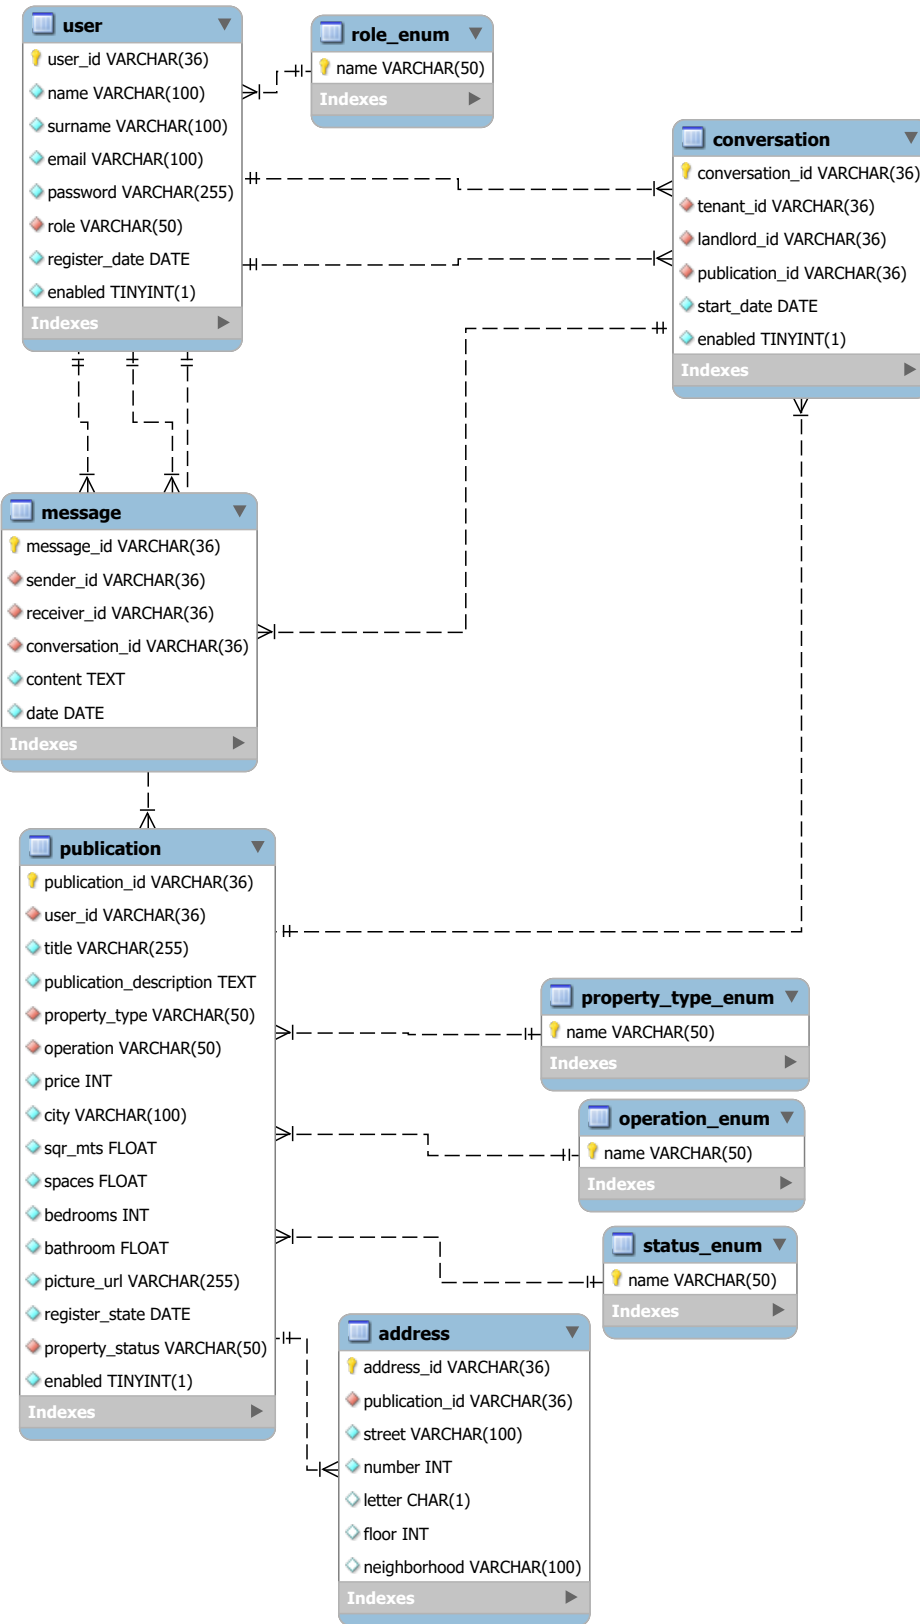 user
user_id VARCHAR(36)
name VARCHAR(100)
surname VARCHAR(100)
email VARCHAR(100)
password VARCHAR(255)
role VARCHAR(50)
register_date DATE
enabled TINYINT(1)
Indexes
role_enum
name VARCHAR(50)
Indexes
conversation
conversation_id VARCHAR(36)
tenant_id VARCHAR(36)
landlord_id VARCHAR(36)
publication_id VARCHAR(36)
start_date DATE
enabled TINYINT(1)
Indexes
message
message_id VARCHAR(36)
sender_id VARCHAR(36)
receiver_id VARCHAR(36)
conversation_id VARCHAR(36)
content TEXT
date DATE
Indexes
publication
publication_id VARCHAR(36)
user_id VARCHAR(36)
title VARCHAR(255)
publication_description TEXT
property_type VARCHAR(50)
operation VARCHAR(50)
price INT
city VARCHAR(100)
sqr_mts FLOAT
spaces FLOAT
bedrooms INT
bathroom FLOAT
picture_url VARCHAR(255)
register_state DATE
property_status VARCHAR(50)
enabled TINYINT(1)
Indexes
property_type_enum
name VARCHAR(50)
Indexes
operation_enum
name VARCHAR(50)
Indexes
status_enum
name VARCHAR(50)
Indexes
address
address_id VARCHAR(36)
publication_id VARCHAR(36)
street VARCHAR(100)
number INT
letter CHAR(1)
floor INT
neighborhood VARCHAR(100)
Indexes